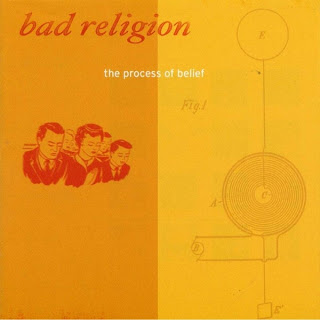 bad religion
the process of belief
E
Fig. 1
A
C
B
E'